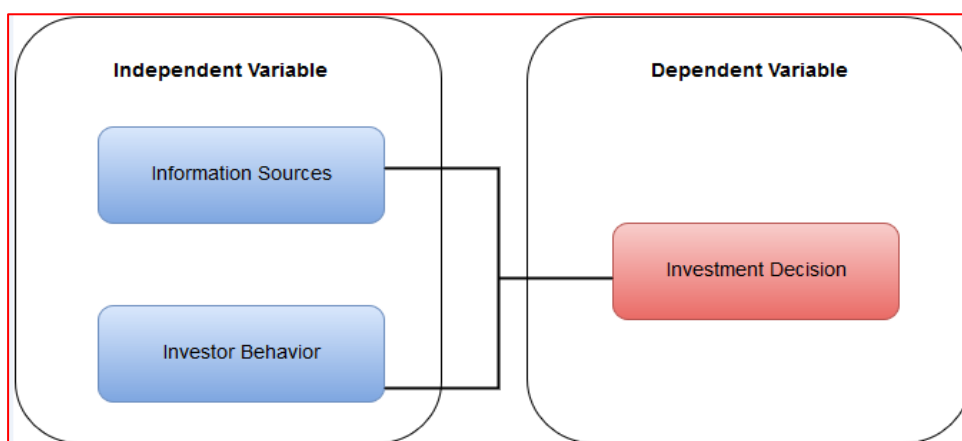 Independent Variable
Dependent Variable
Information Sources
Investment Decision
Investor Behavior